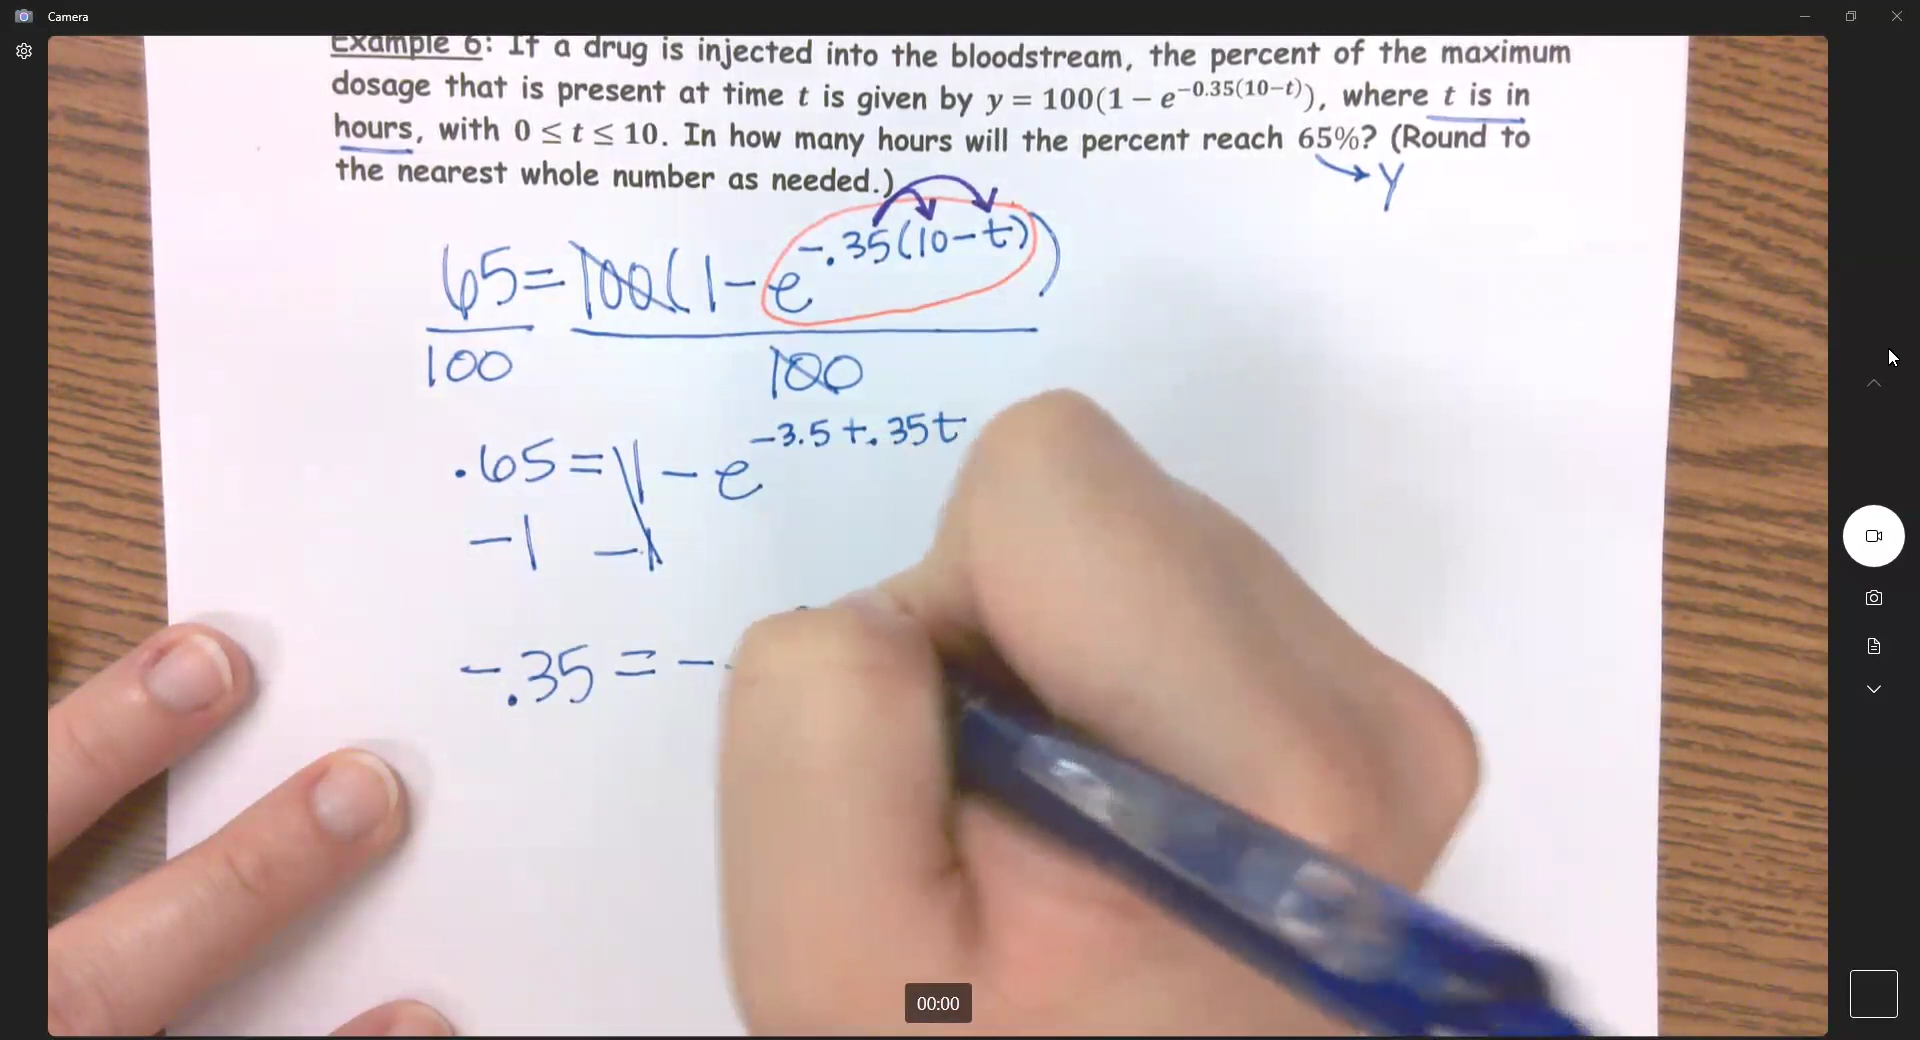 Camera
Example 6: If a drug is injected into the bloodstream, the percent of the maximum
dosage that is present at time t is given by y = 100(1 − e^{−0.35(10−t)}), where t is in
hours, with 0 ≤ t ≤ 10. In how many hours will the percent reach 65%? (Round to
the nearest whole number as needed.)
Y
65 = 100(1 − e^{−.35(10−t)})
100 100
.65 = 1 − e^{−3.5+.35t}
−1 −1
−.35 = −
00:00